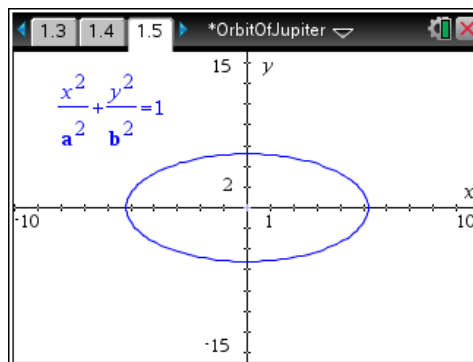 1.3 1.4 1.5 *OrbitOfJupiter
15 y
x²/a² + y²/b² = 1
2
x
-10 1 10
-15